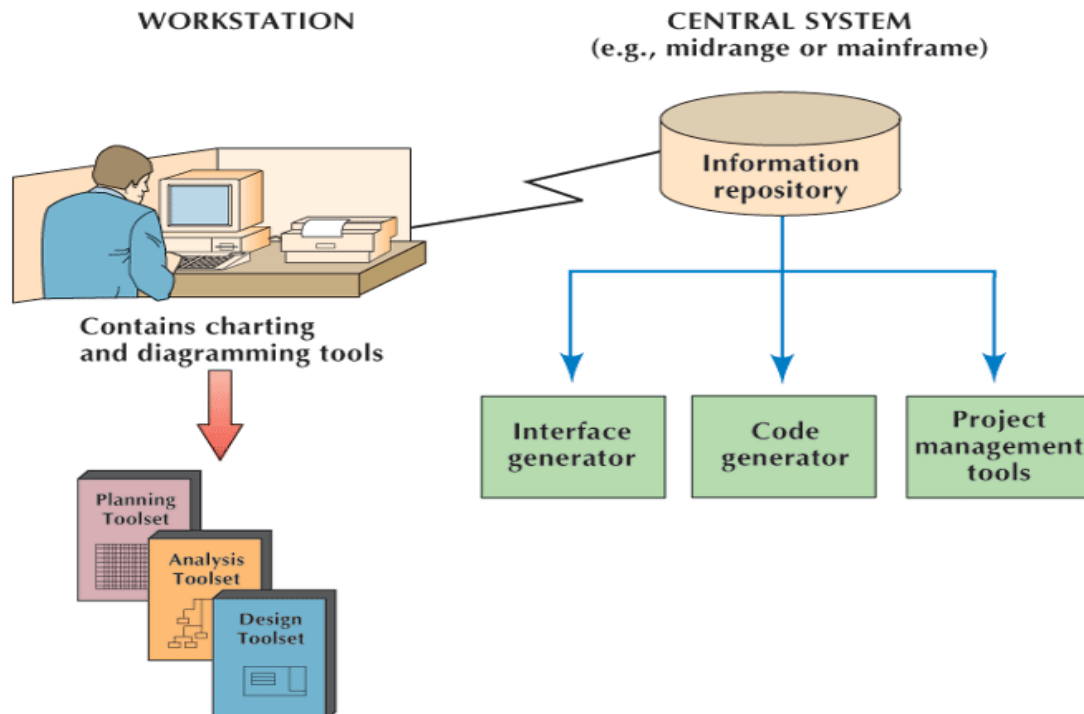 WORKSTATION
CENTRAL SYSTEM
(e.g., midrange or mainframe)
Information
repository
Contains charting
and diagramming tools
Interface
generator
Code
generator
Project
management
tools
Planning
Toolset
Analysis
Toolset
Design
Toolset